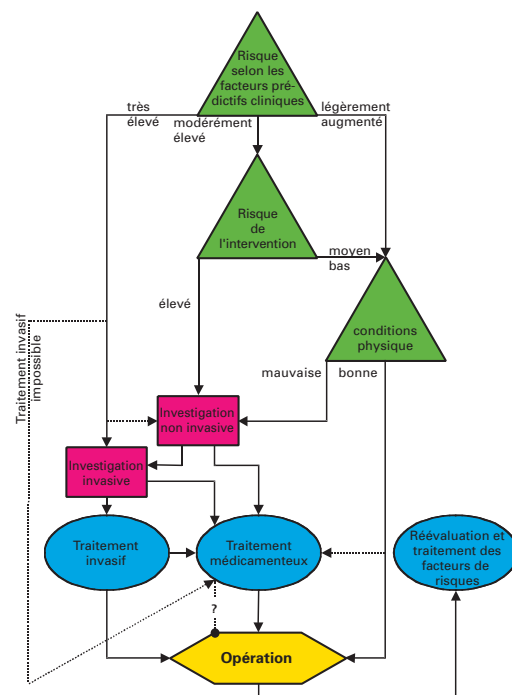 Risque
selon les
facteurs pré-
dictifs cliniques
très
élevé
modérément
élevé
légèrement
augmenté
Risque
de
l'intervention
moyen
bas
élevé
conditions
physique
Traitement invasif
impossible
mauvaise
bonne
Investigation
non invasive
Investigation
invasive
Traitement
invasif
Traitement
médicamenteux
Réévaluation et
traitement des
facteurs de
risques
?
Opération